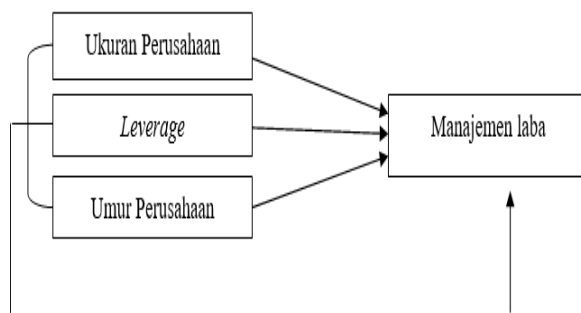 Ukuran Perusahaan
Leverage
Manajemen laba
Umur Perusahaan